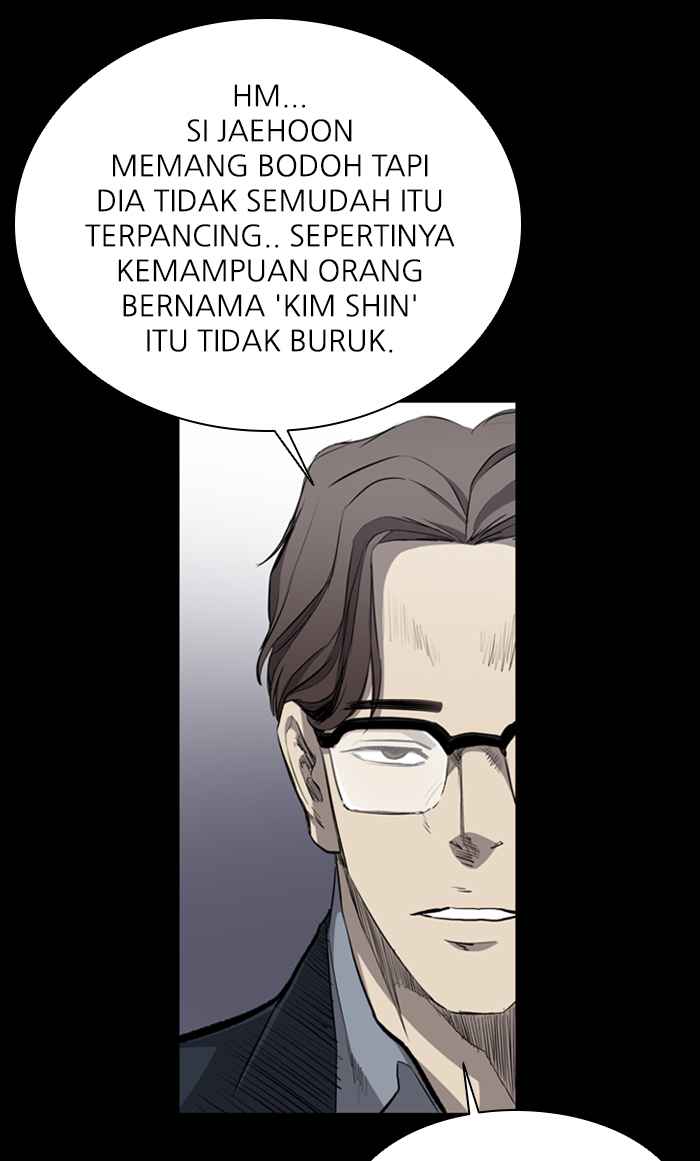 HM...
SI JAEHOON
MEMANG BODOH TAPI
DIA TIDAK SEMUDAH ITU
TERPANCING.. SEPERTINYA
KEMAMPUAN ORANG
BERNAMA 'KIM SHIN'
ITU TIDAK BURUK.